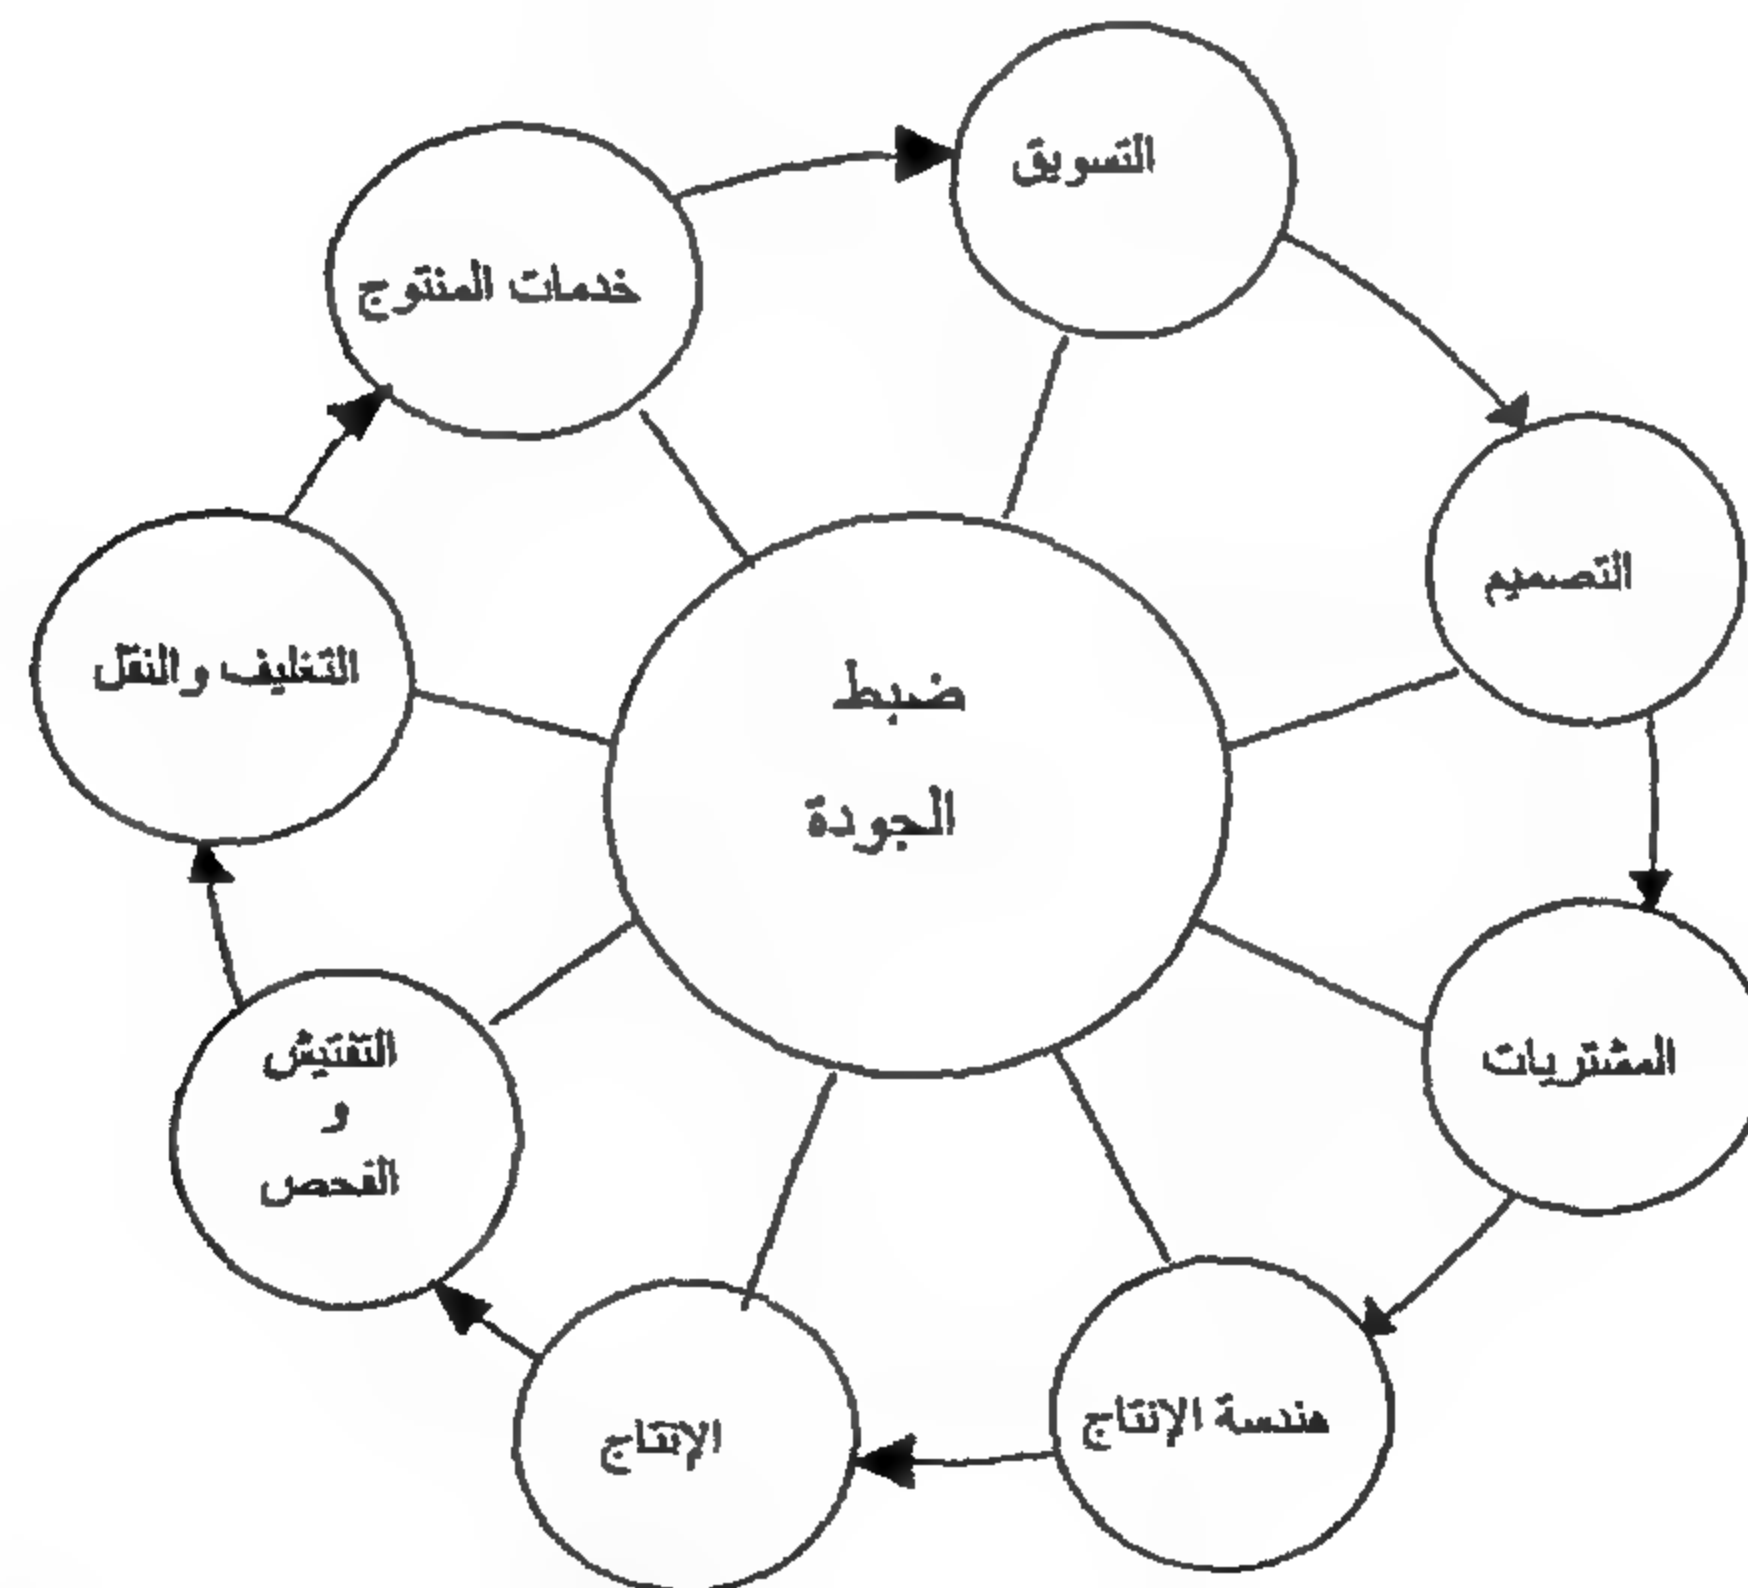 التسويق
خدمات المنتوج
التصميم
التغليف والنقل
ضبط
الجودة
المشتريات
التفتيش
و
الفحص
هندسة الإنتاج
الإنتاج